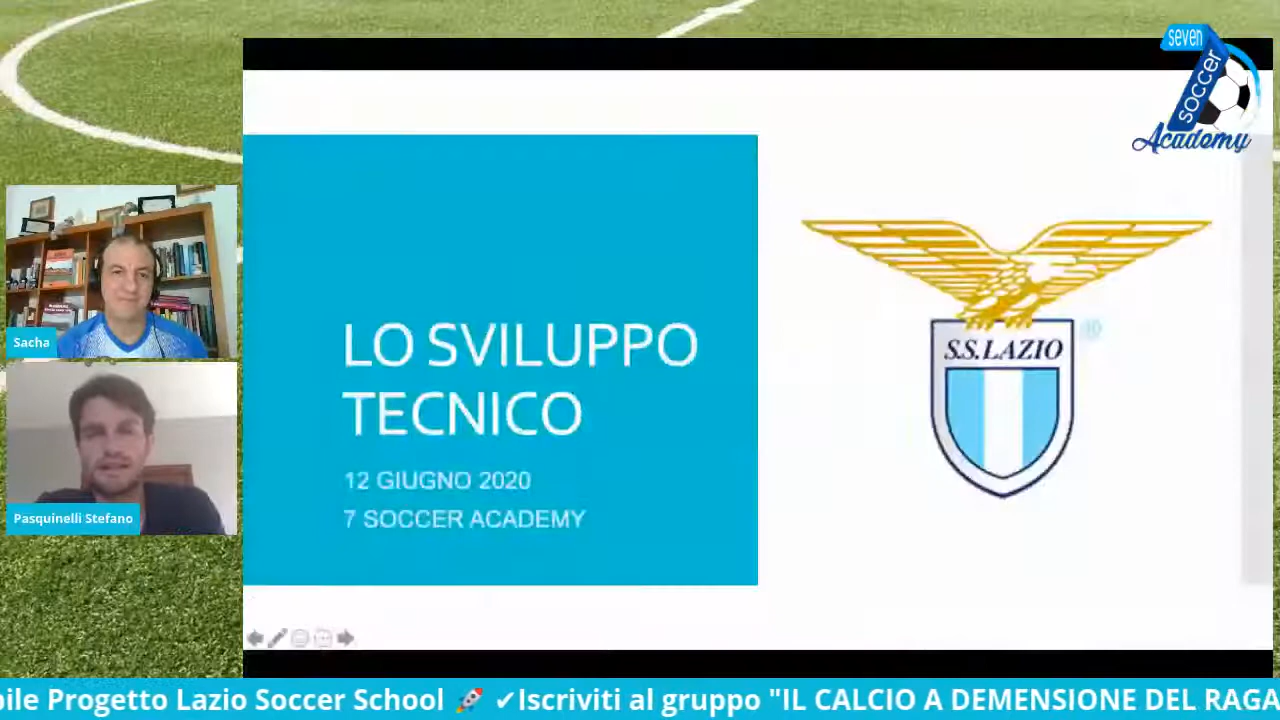 seven
SOCCER
Academy
S.S.LAZIO
LO SVILUPPO
TECNICO
12 GIUGNO 2020
7 SOCCER ACADEMY
Sacha
Pasquinelli Stefano
bile Progetto Lazio Soccer School 🚀 ✔Iscriviti al gruppo "IL CALCIO A DEMENSIONE DEL RAGA